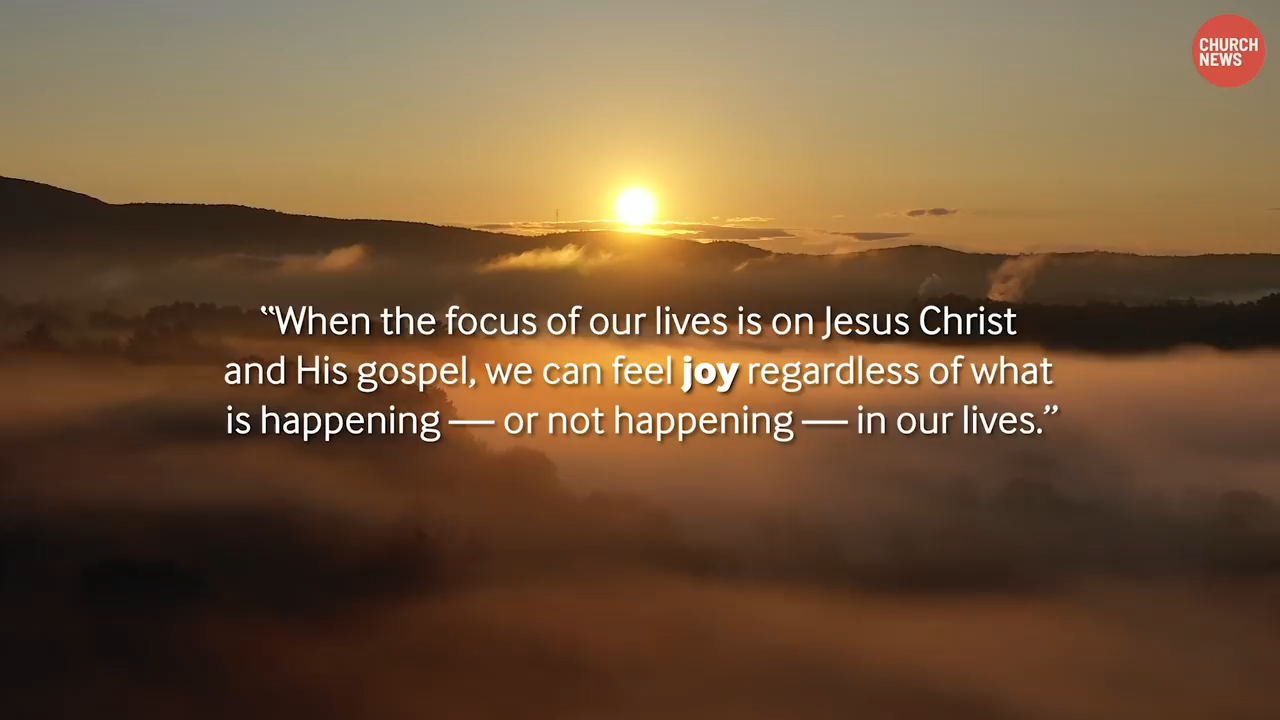 CHURCH
NEWS
“When the focus of our lives is on Jesus Christ
and His gospel, we can feel joy regardless of what
is happening — or not happening — in our lives.”